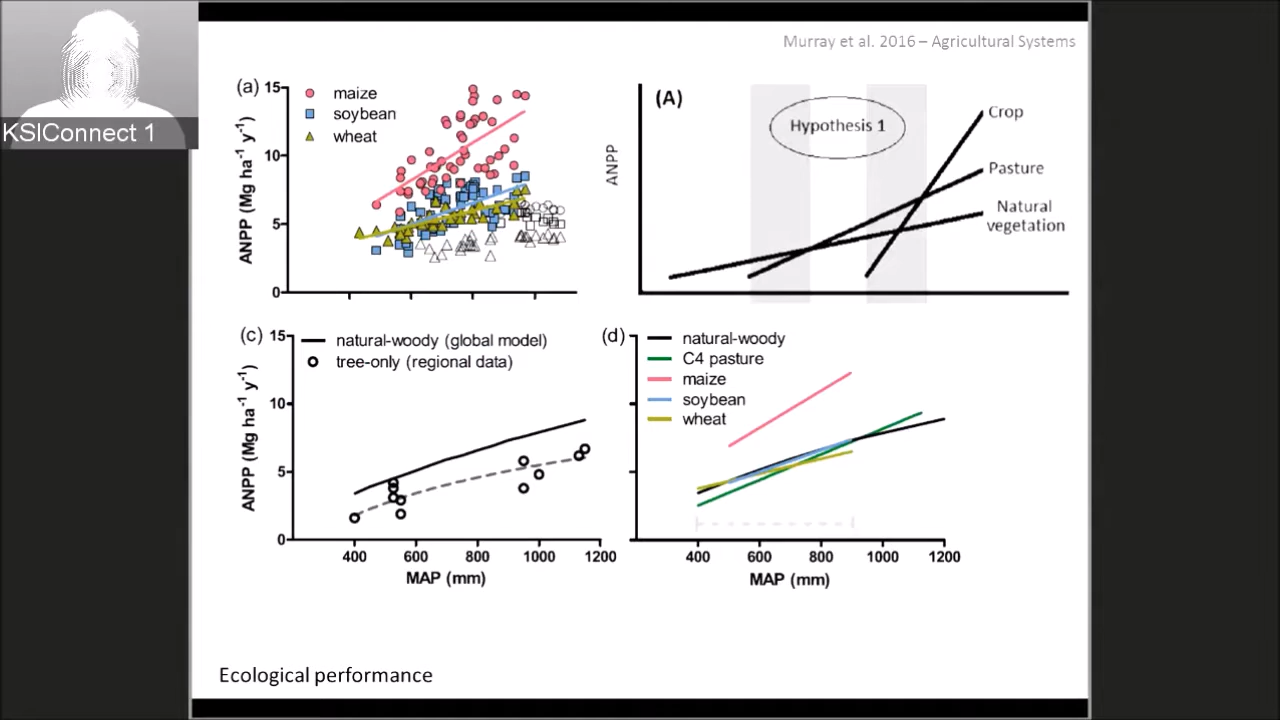 Murray et al. 2016 – Agricultural Systems
KSIConnect 1
(a)
15
10
5
0
ANPP (Mg ha⁻¹ y⁻¹)
maize
soybean
wheat
(A)
Hypothesis 1
ANPP
Crop
Pasture
Natural
vegetation
(c)
15
10
5
0
ANPP (Mg ha⁻¹ y⁻¹)
natural-woody (global model)
tree-only (regional data)
400 600 800 1000 1200
MAP (mm)
(d)
natural-woody
C4 pasture
maize
soybean
wheat
400 600 800 1000 1200
MAP (mm)
Ecological performance